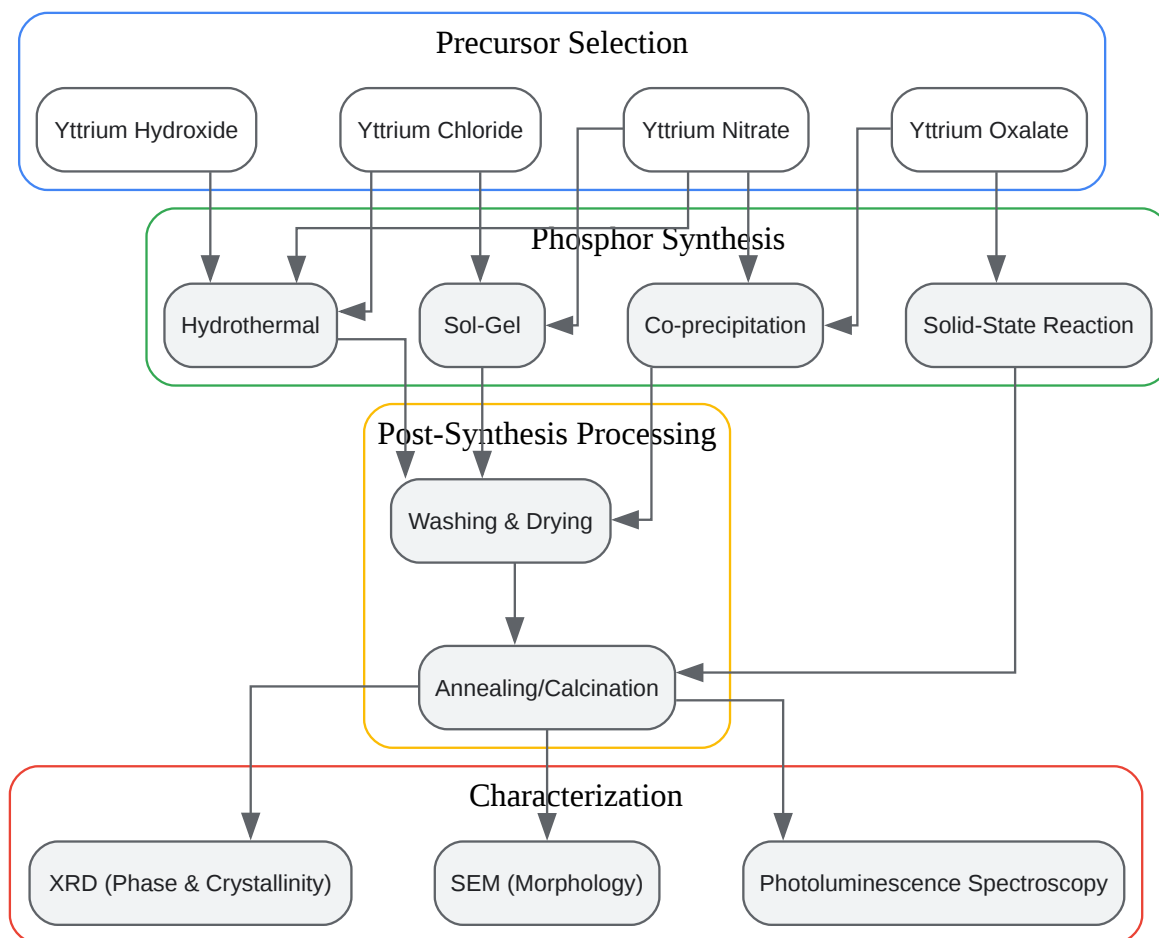 Precursor Selection
Yttrium Hydroxide
Yttrium Chloride
Yttrium Nitrate
Yttrium Oxalate
Phosphor Synthesis
Hydrothermal
Sol-Gel
Co-precipitation
Solid-State Reaction
Post-Synthesis Processing
Washing & Drying
Annealing/Calcination
Characterization
XRD (Phase & Crystallinity)
SEM (Morphology)
Photoluminescence Spectroscopy